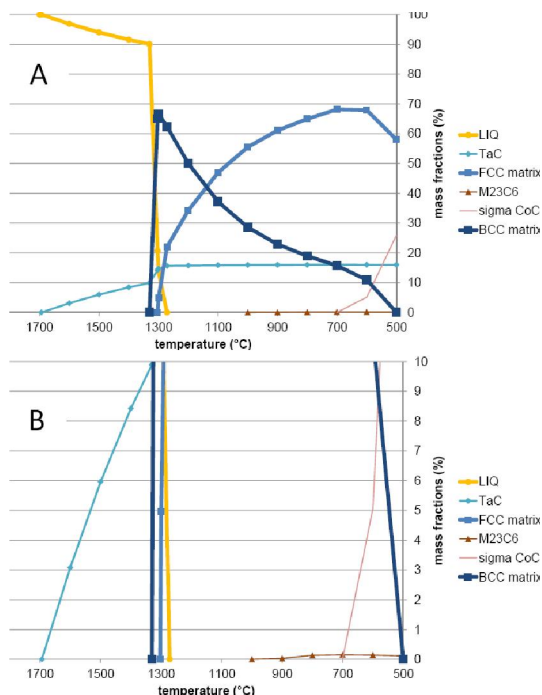 A
100
90
80
70
60
50
40
30
20
10
0
mass fractions (%)
1700 1500 1300 1100 900 700 500
temperature (°C)
LIQ
TaC
FCC matrix
M23C6
sigma CoC
BCC matrix
B
10
9
8
7
6
5
4
3
2
1
0
mass fractions (%)
1700 1500 1300 1100 900 700 500
temperature (°C)
LIQ
TaC
FCC matrix
M23C6
sigma CoC
BCC matrix